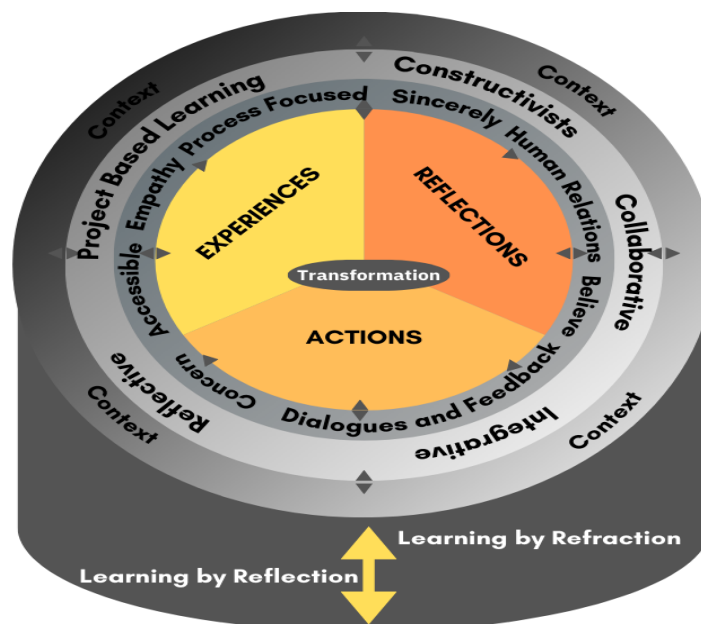 Context
Context
Context
Context
Project Based Learning
Constructivists
Collaborative
Integrative
Reflective
Empathy
Process Focused
Sincerely
Human Relations
Believe
Dialogues and Feedback
Concern
Accessible
EXPERIENCES
REFLECTIONS
Transformation
ACTIONS
Learning by Refraction
Learning by Reflection